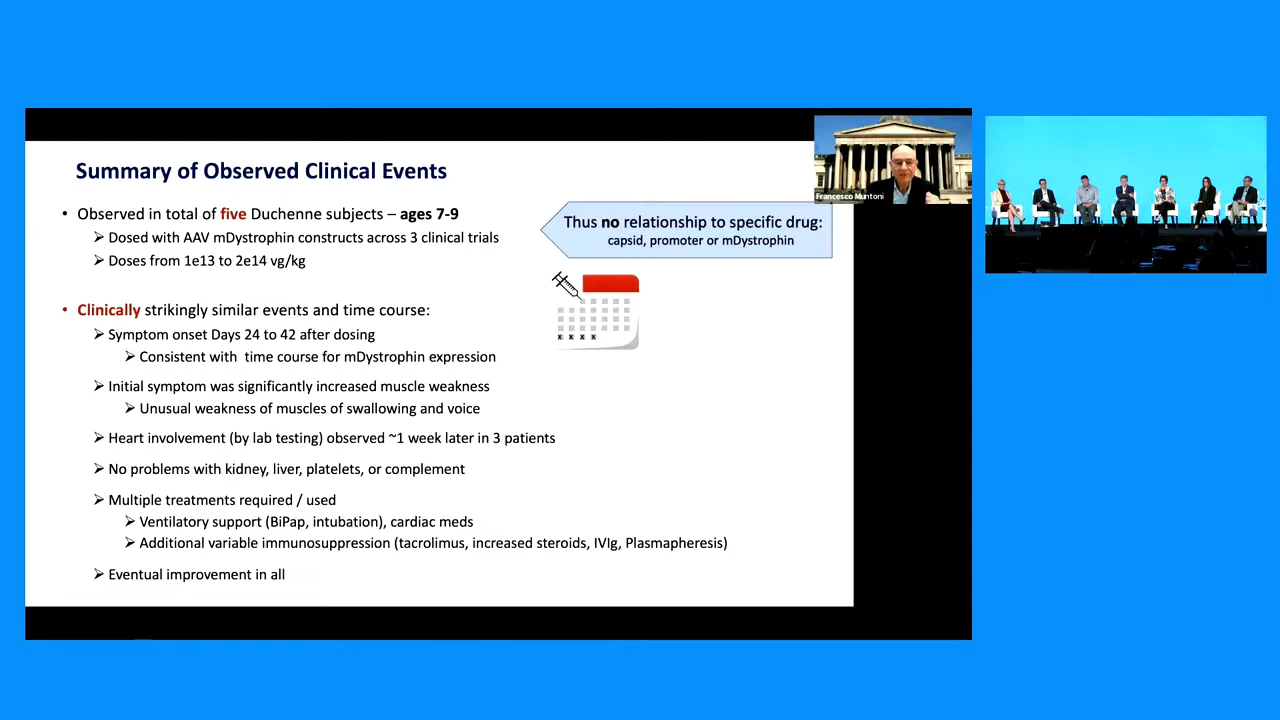 Summary of Observed Clinical Events
Francesco Muntoni
• Observed in total of five Duchenne subjects – ages 7-9
Thus no relationship to specific drug:
capsid, promoter or mDystrophin
➢ Dosed with AAV mDystrophin constructs across 3 clinical trials
➢ Doses from 1e13 to 2e14 vg/kg
x x x x
• Clinically strikingly similar events and time course:
➢ Symptom onset Days 24 to 42 after dosing
➢ Consistent with time course for mDystrophin expression
➢ Initial symptom was significantly increased muscle weakness
➢ Unusual weakness of muscles of swallowing and voice
➢ Heart involvement (by lab testing) observed ~1 week later in 3 patients
➢ No problems with kidney, liver, platelets, or complement
➢ Multiple treatments required / used
➢ Ventilatory support (BiPap, intubation), cardiac meds
➢ Additional variable immunosuppression (tacrolimus, increased steroids, IVIg, Plasmapheresis)
➢ Eventual improvement in all